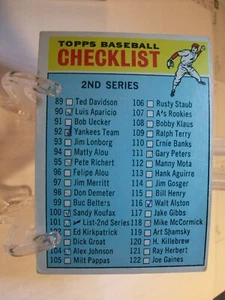 TOPPS BASEBALL
CHECKLIST
2ND SERIES
89 Ted Davidson
90 Luis Aparicio
91 Bob Uecker
92 Yankees Team
93 Jim Lonborg
94 Matty Alou
95 Pete Richert
96 Felipe Alou
97 Jim Merritt
98 Don Demeter
99 Buc Belters
100 Sandy Koufax
101 List-2nd Series
102 Ed Kirkpatrick
103 Dick Groat
104 Alex Johnson
105 Milt Pappas
106 Rusty Staub
107 A's Rookies
108 Bobby Klaus
109 Ralph Terry
110 Ernie Banks
111 Gary Peters
112 Manny Mota
113 Hank Aguirre
114 Jim Gosger
115 Bill Henry
116 Walt Alston
117 Jake Gibbs
118 Mike McCormick
119 Art Shamsky
120 H. Killebrew
121 Ray Herbert
122 Joe Gaines